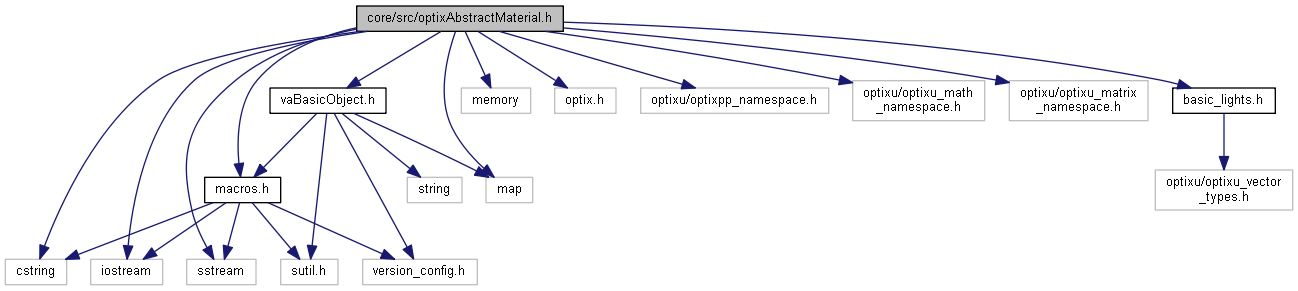 core/src/optixAbstractMaterial.h
vaBasicObject.h
memory
optix.h
optixu/optixpp_namespace.h
optixu/optixu_math
_namespace.h
optixu/optixu_matrix
_namespace.h
basic_lights.h
macros.h
string
map
optixu/optixu_vector
_types.h
cstring
iostream
sstream
sutil.h
version_config.h